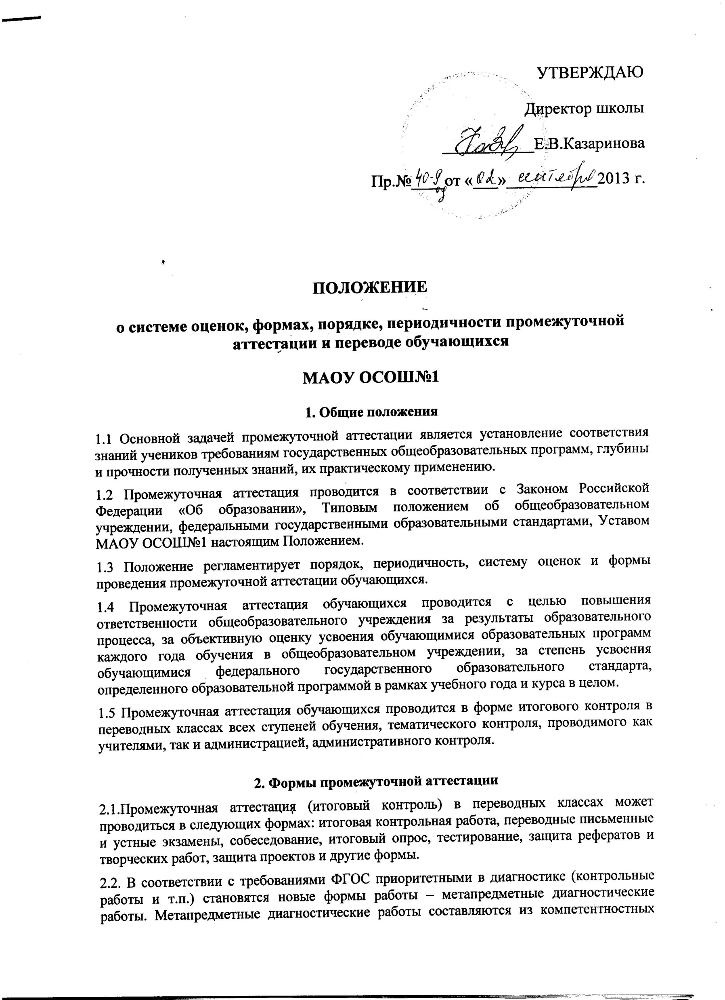 УТВЕРЖДАЮ
Директор школы
Е.В.Казаринова
Пр.№ 40-9 од от «02» сентября 2013 г.
ПОЛОЖЕНИЕ
о системе оценок, формах, порядке, периодичности промежуточной
аттестации и переводе обучающихся
МАОУ ОСОШ№1
1. Общие положения
1.1 Основной задачей промежуточной аттестации является установление соответствия
знаний учеников требованиям государственных общеобразовательных программ, глубины
и прочности полученных знаний, их практическому применению.
1.2 Промежуточная аттестация проводится в соответствии с Законом Российской
Федерации «Об образовании», Типовым положением об общеобразовательном
учреждении, федеральными государственными образовательными стандартами, Уставом
МАОУ ОСОШ№1 настоящим Положением.
1.3 Положение регламентирует порядок, периодичность, систему оценок и формы
проведения промежуточной аттестации обучающихся.
1.4 Промежуточная аттестация обучающихся проводится с целью повышения
ответственности общеобразовательного учреждения за результаты образовательного
процесса, за объективную оценку усвоения обучающимися образовательных программ
каждого года обучения в общеобразовательном учреждении, за степень усвоения
обучающимися федерального государственного образовательного стандарта,
определенного образовательной программой в рамках учебного года и курса в целом.
1.5 Промежуточная аттестация обучающихся проводится в форме итогового контроля в
переводных классах всех ступеней обучения, тематического контроля, проводимого как
учителями, так и администрацией, административного контроля.
2. Формы промежуточной аттестации
2.1.Промежуточная аттестация (итоговый контроль) в переводных классах может
проводиться в следующих формах: итоговая контрольная работа, переводные письменные
и устные экзамены, собеседование, итоговый опрос, тестирование, защита рефератов и
творческих работ, защита проектов и другие формы.
2.2. В соответствии с требованиями ФГОС приоритетными в диагностике (контрольные
работы и т.п.) становятся новые формы работы – метапредметные диагностические
работы. Метапредметные диагностические работы составляются из компетентностных